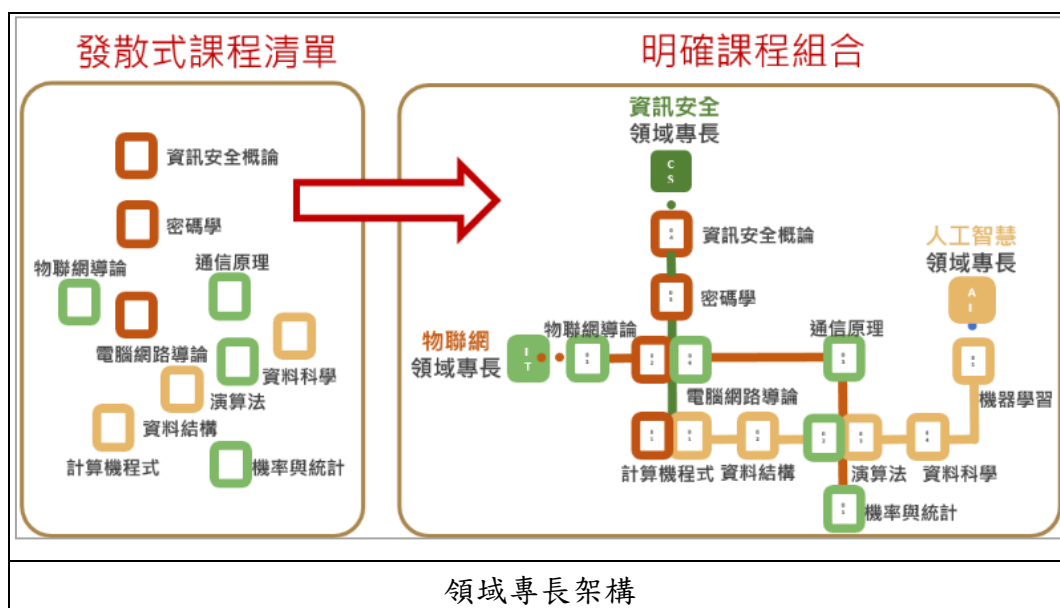 發散式課程清單
資訊安全概論
密碼學
物聯網導論
通信原理
電腦網路導論
資料科學
演算法
資料結構
計算機程式
機率與統計
明確課程組合
資訊安全
領域專長
C
S
資訊安全概論
密碼學
人工智慧
領域專長
A
I
物聯網
領域專長
I
T
物聯網導論
通信原理
電腦網路導論
機器學習
計算機程式
資料結構
演算法
資料科學
機率與統計
領域專長架構